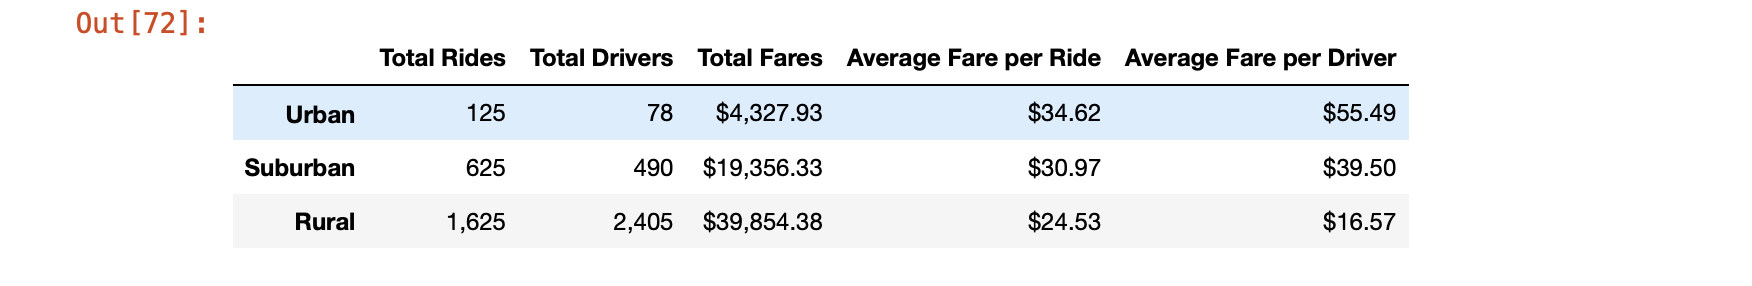 Out[72]:
Total Rides Total Drivers Total Fares Average Fare per Ride Average Fare per Driver
Urban 125 78 $4,327.93 $34.62 $55.49
Suburban 625 490 $19,356.33 $30.97 $39.50
Rural 1,625 2,405 $39,854.38 $24.53 $16.57